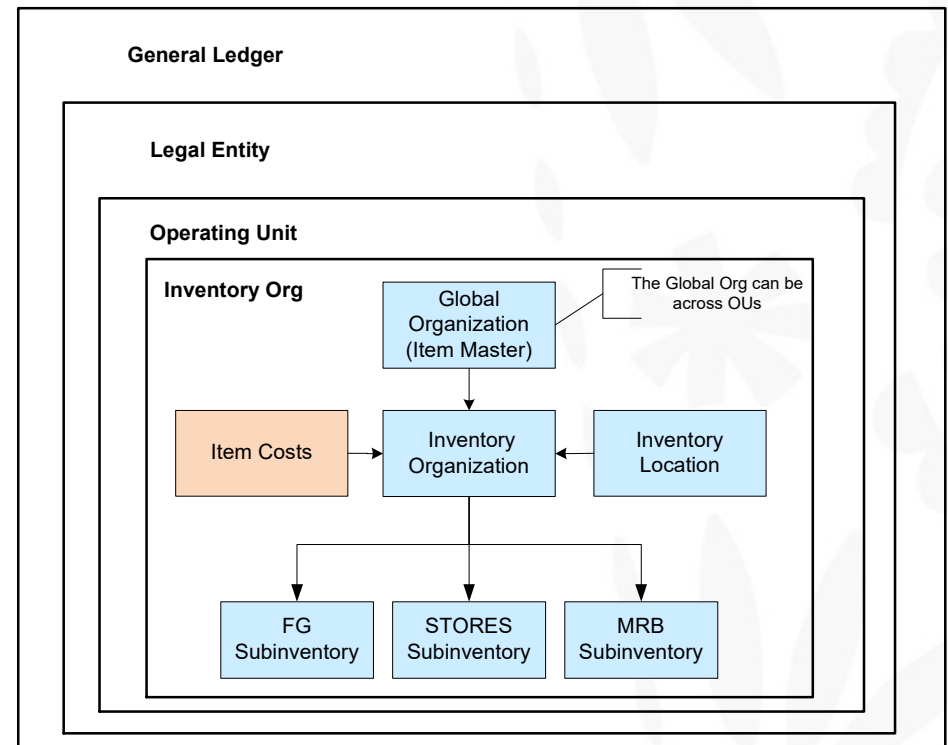 General Ledger
Legal Entity
Operating Unit
Inventory Org
Global
Organization
(Item Master)
The Global Org can be
across OUs
Item Costs
Inventory
Organization
Inventory
Location
FG
Subinventory
STORES
Subinventory
MRB
Subinventory